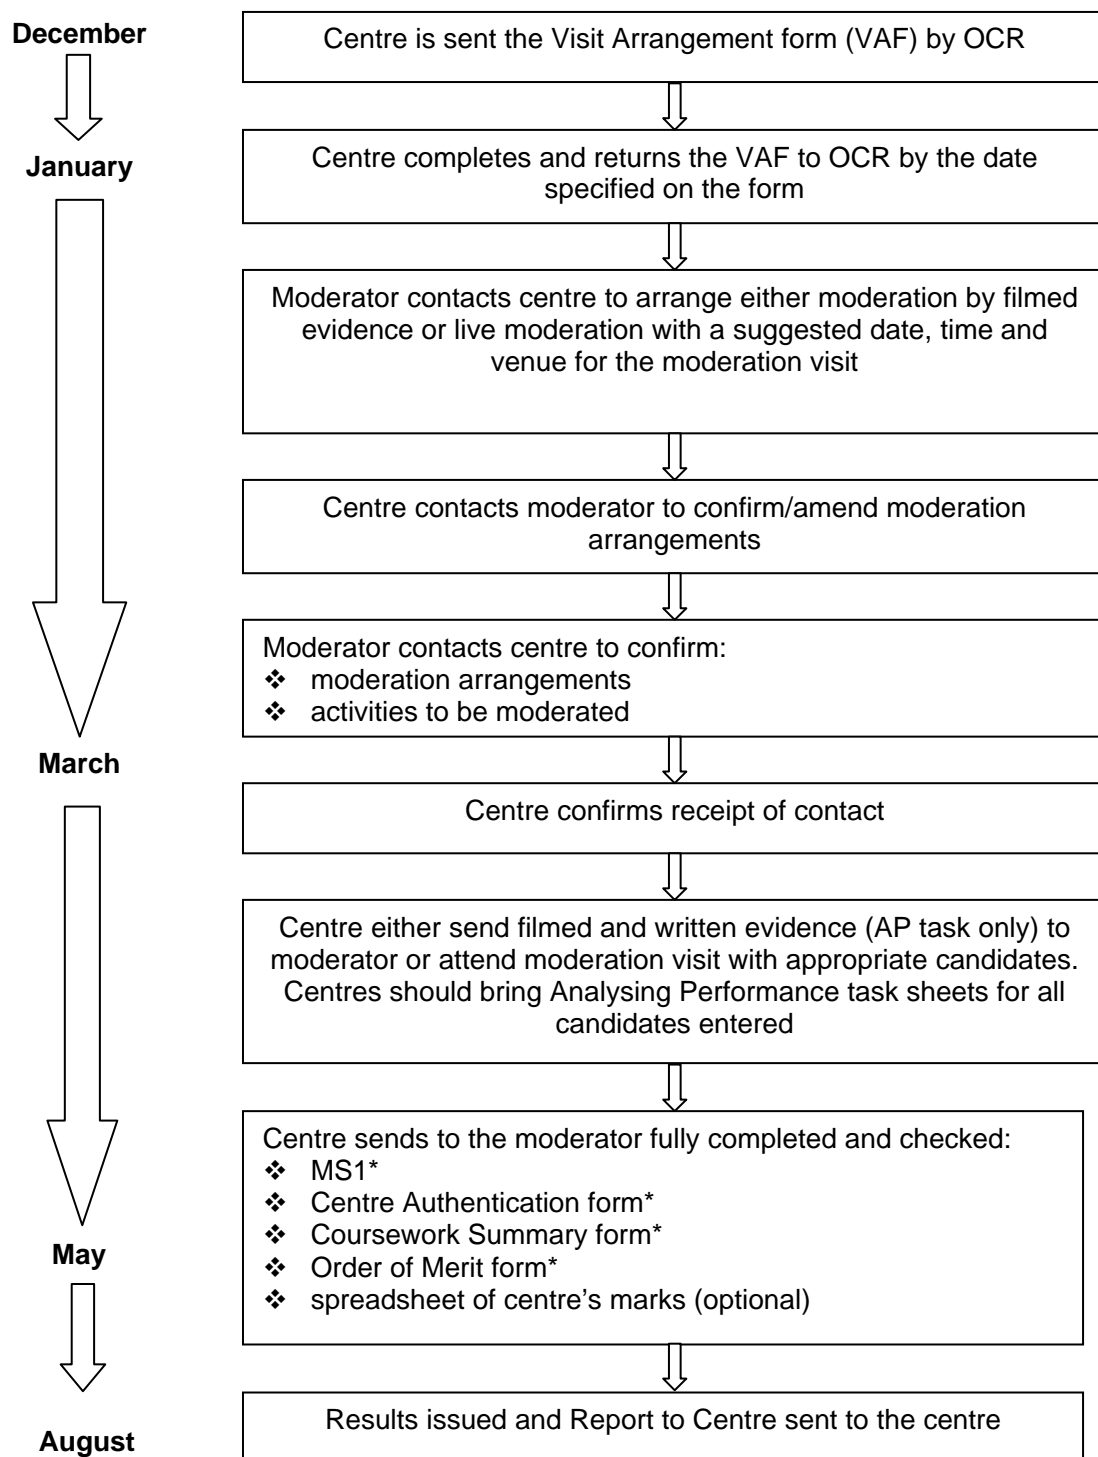 December
Centre is sent the Visit Arrangement form (VAF) by OCR
January
Centre completes and returns the VAF to OCR by the date
specified on the form
Moderator contacts centre to arrange either moderation by filmed
evidence or live moderation with a suggested date, time and
venue for the moderation visit
Centre contacts moderator to confirm/amend moderation
arrangements
Moderator contacts centre to confirm:
❖ moderation arrangements
❖ activities to be moderated
March
Centre confirms receipt of contact
Centre either send filmed and written evidence (AP task only) to
moderator or attend moderation visit with appropriate candidates.
Centres should bring Analysing Performance task sheets for all
candidates entered
Centre sends to the moderator fully completed and checked:
❖ MS1*
❖ Centre Authentication form*
❖ Coursework Summary form*
❖ Order of Merit form*
❖ spreadsheet of centre's marks (optional)
May
Results issued and Report to Centre sent to the centre
August